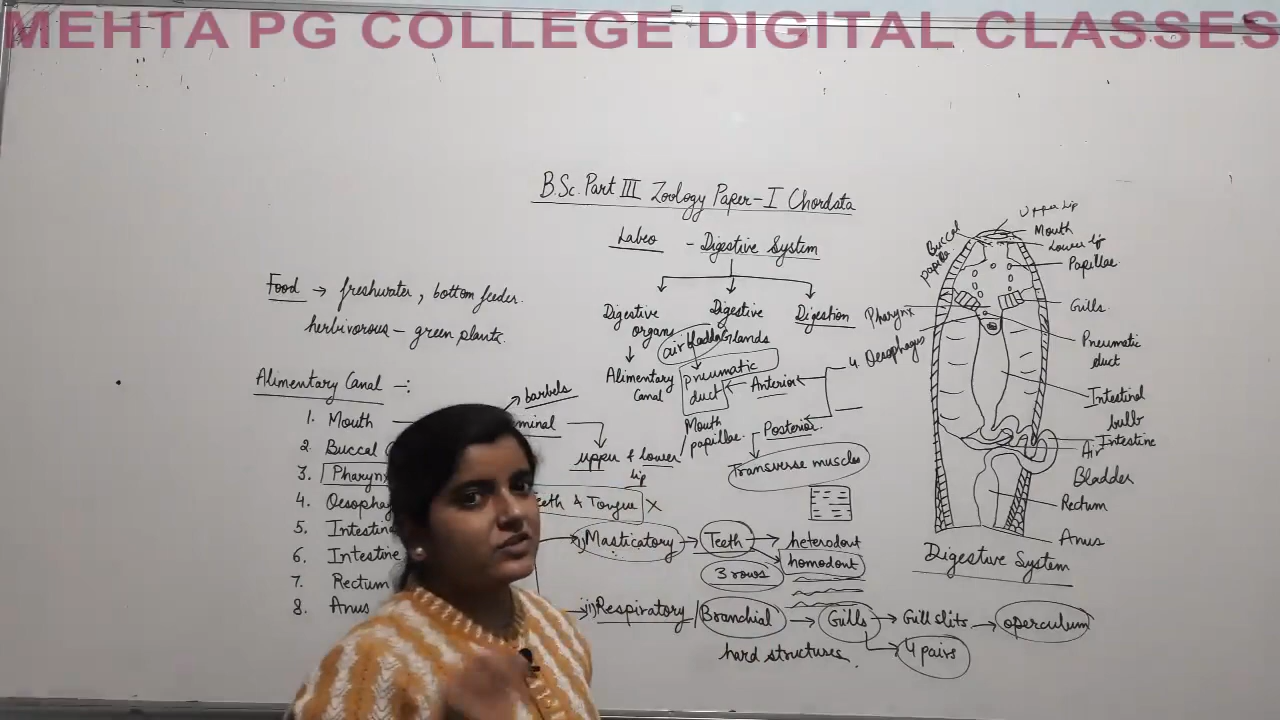 MEHTA PG COLLEGE DIGITAL CLASSES
B.Sc. Part III Zoology Paper-I Chordata
Labeo - Digestive System
Digestive organs
Alimentary Canal
Digestive Glands
Digestion
air bladder
pneumatic duct
Anterior
4. Oesophagus
Posterior
Transverse muscles
Food → freshwater, bottom feeder.
herbivorous - green plants.
Alimentary Canal -:
1. Mouth
barbels
upper & lower lip
Mouth papillae
2. Buccal
3. Pharyn
4. Oesophag
Teeth & Tongue X
5. Intestin
6. Intestine
7. Rectum
8. Anus
i) Masticatory → Teeth → heterodont
homodont
3 rows
ii) Respiratory / Branchial → Gills → Gill slits → operculum
4 pairs
hard structures.
Upper lip
Mouth
Lower lip
Buccal papilla
Papillae
Pharynx
Gills
Pneumatic duct
Intestinal bulb
Intestine
Air Bladder
Rectum
Anus
Digestive System